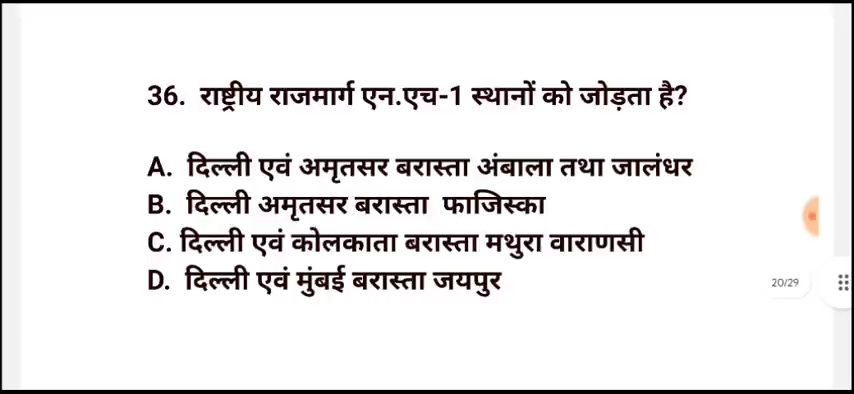 36. राष्ट्रीय राजमार्ग एन.एच-1 स्थानों को जोड़ता है?
A. दिल्ली एवं अमृतसर बरास्ता अंबाला तथा जालंधर
B. दिल्ली अमृतसर बरास्ता फाजिस्का
C. दिल्ली एवं कोलकाता बरास्ता मथुरा वाराणसी
D. दिल्ली एवं मुंबई बरास्ता जयपुर
20/29